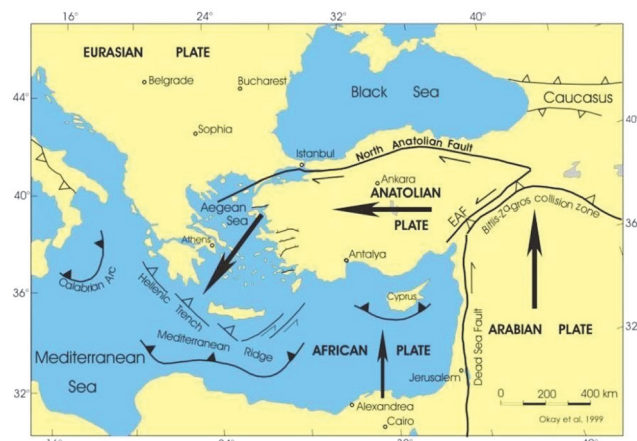 16° 24° 32° 40°
EURASIAN PLATE
Belgrade
Bucharest
Black Sea
Caucasus
44°
40
Sophia
Istanbul
North Anatolian Fault
Ankara
ANATOLIAN
PLATE
EAF
Bitlis-Zagros collision zone
40°
Aegean
Sea
Athens
Antalya
36°
36
Calabrian Arc
Hellenic
Trench
Cyprus
Mediterranean
Ridge
AFRICAN PLATE
ARABIAN PLATE
Dead Sea Fault
32
Mediterranean
Sea
Jerusalem
32°
0 200 400 km
Alexandrea
Cairo
Okay et al, 1999